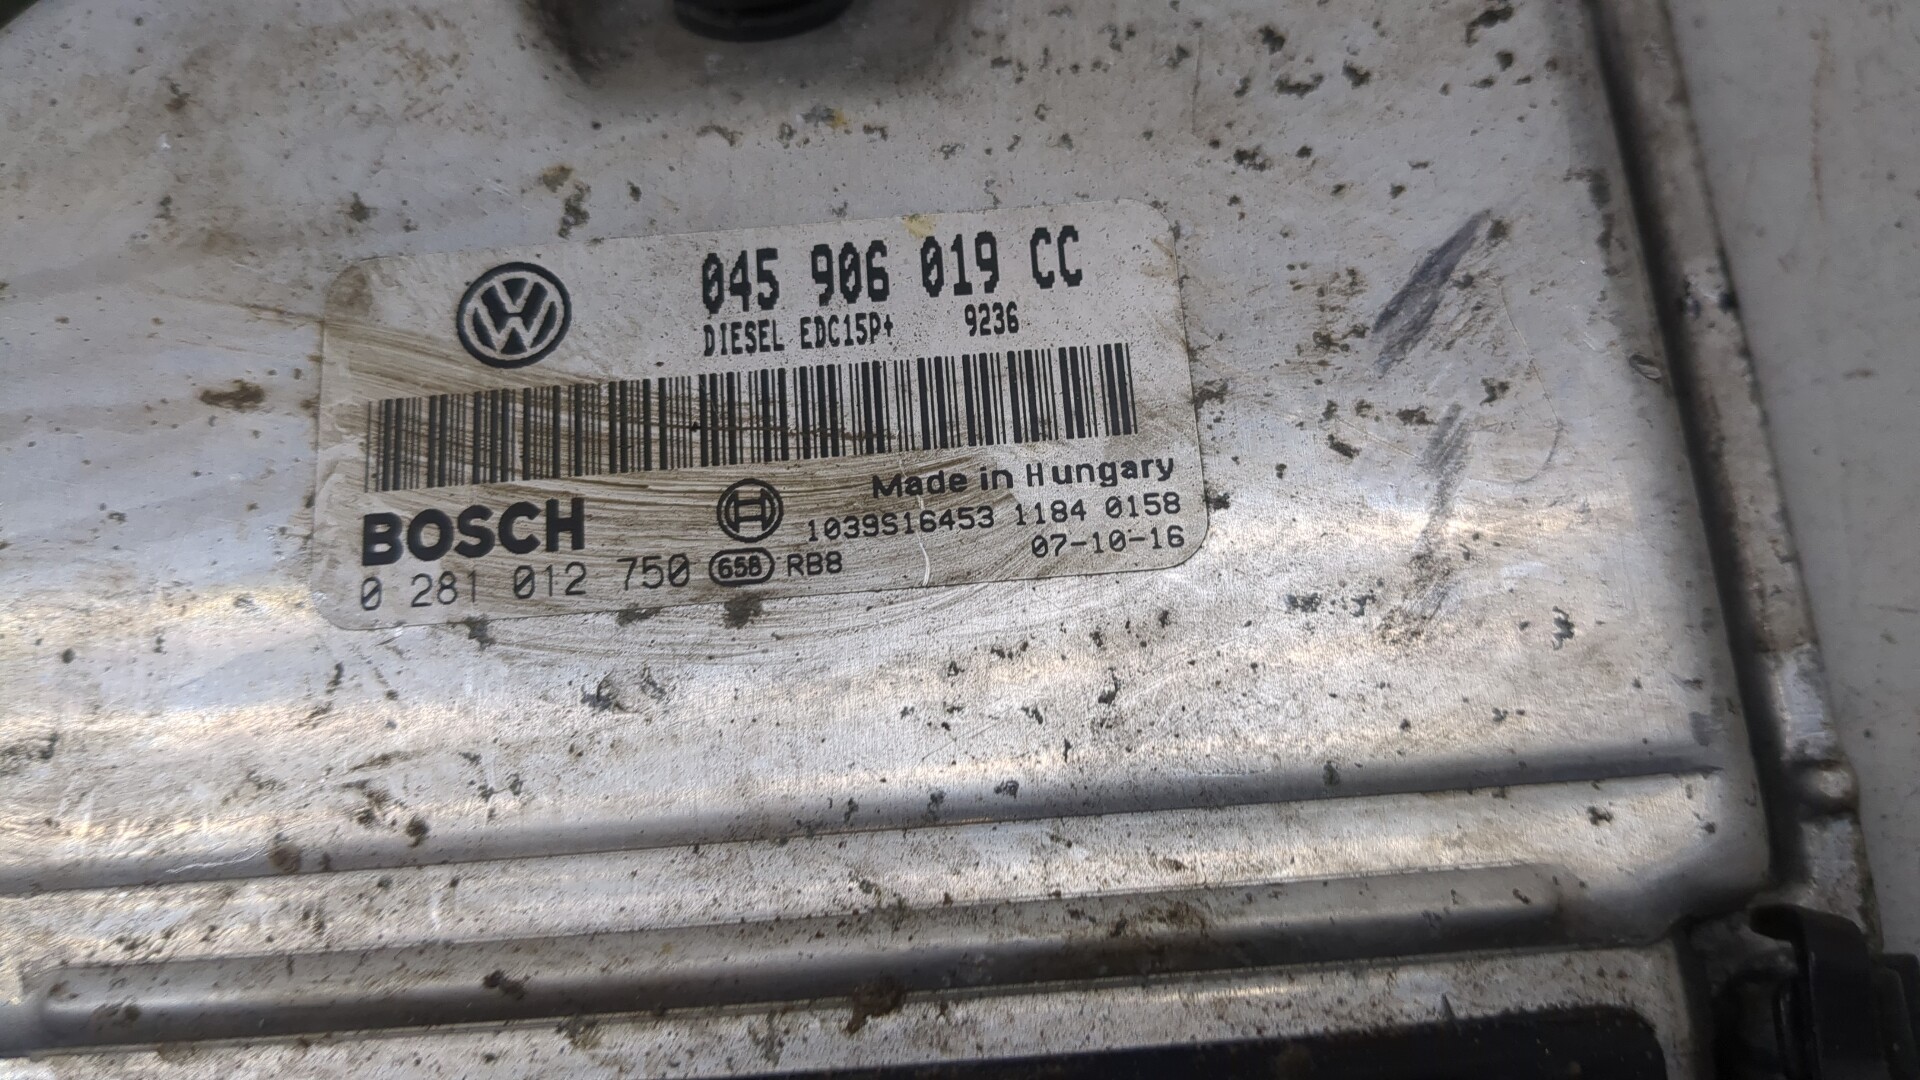 045 906 019 CC
DIESEL EDC15P+ 9236
Made in Hungary
BOSCH
1039S16453 1184 0158
07-10-16
0 281 012 750 658 RB8